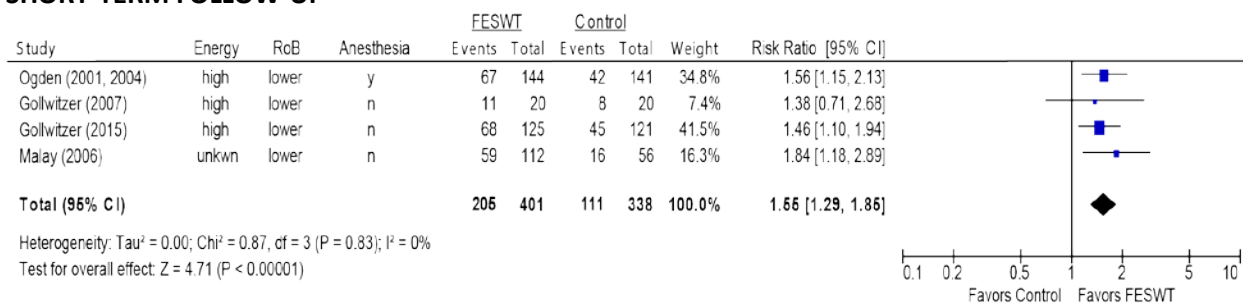 SHORT-TERM FOLLOW-UP
FESWT Control
Study Energy RoB Anesthesia Events Total Events Total Weight Risk Ratio [95% CI]
Ogden (2001, 2004) high lower y 67 144 42 141 34.8% 1.56 [1.15, 2.13]
Gollwitzer (2007) high lower n 11 20 8 20 7.4% 1.38 [0.71, 2.68]
Gollwitzer (2015) high lower n 68 125 45 121 41.5% 1.46 [1.10, 1.94]
Malay (2006) unkwn lower n 59 112 16 56 16.3% 1.84 [1.18, 2.89]
Total (95% CI) 205 401 111 338 100.0% 1.55 [1.29, 1.85]
Heterogeneity: Tau² = 0.00; Chi² = 0.87, df = 3 (P = 0.83); I² = 0%
Test for overall effect: Z = 4.71 (P < 0.00001)
0.1 0.2 0.5 1 2 5 10
Favors Control Favors FESWT